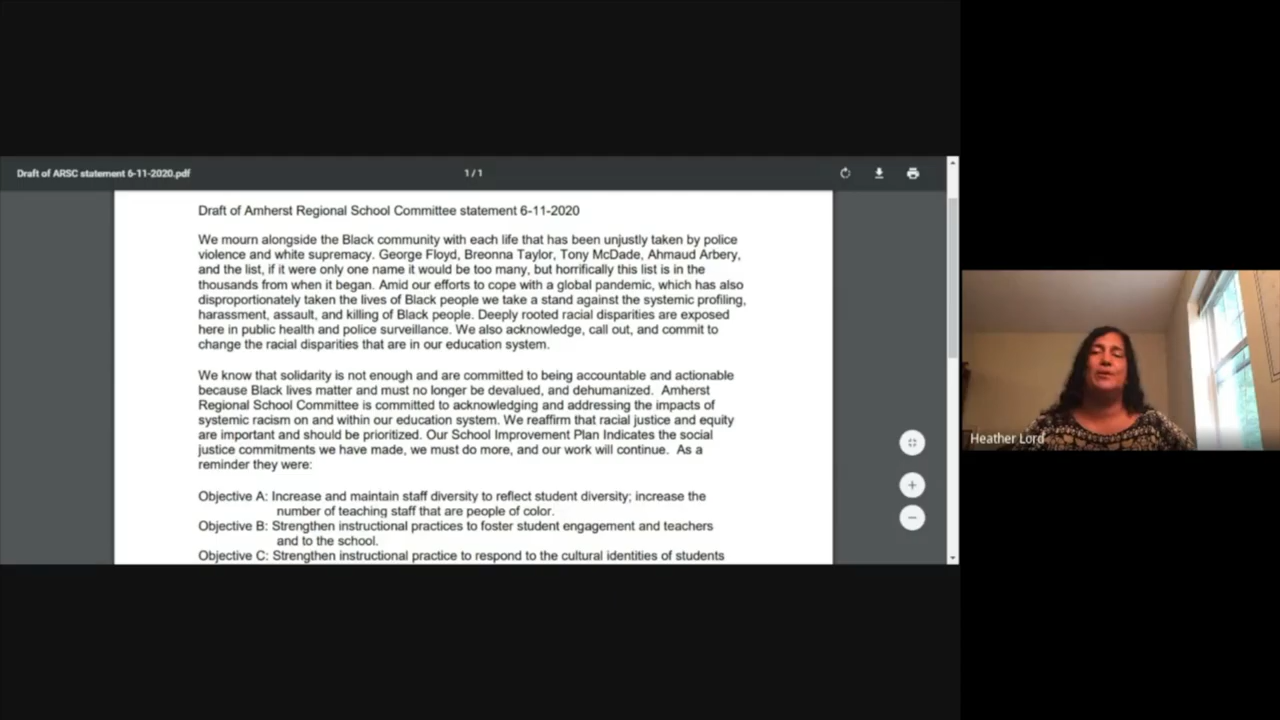 Draft of ARSC statement 6-11-2020.pdf
1 / 1
Draft of Amherst Regional School Committee statement 6-11-2020
We mourn alongside the Black community with each life that has been unjustly taken by police
violence and white supremacy. George Floyd, Breonna Taylor, Tony McDade, Ahmaud Arbery,
and the list, if it were only one name it would be too many, but horrifically this list is in the
thousands from when it began. Amid our efforts to cope with a global pandemic, which has also
disproportionately taken the lives of Black people we take a stand against the systemic profiling,
harassment, assault, and killing of Black people. Deeply rooted racial disparities are exposed
here in public health and police surveillance. We also acknowledge, call out, and commit to
change the racial disparities that are in our education system.
We know that solidarity is not enough and are committed to being accountable and actionable
because Black lives matter and must no longer be devalued, and dehumanized. Amherst
Regional School Committee is committed to acknowledging and addressing the impacts of
systemic racism on and within our education system. We reaffirm that racial justice and equity
are important and should be prioritized. Our School Improvement Plan Indicates the social
justice commitments we have made, we must do more, and our work will continue. As a
reminder they were:
Objective A: Increase and maintain staff diversity to reflect student diversity; increase the
number of teaching staff that are people of color.
Objective B: Strengthen instructional practices to foster student engagement and teachers
and to the school.
Objective C: Strengthen instructional practice to respond to the cultural identities of students
Heather Lord